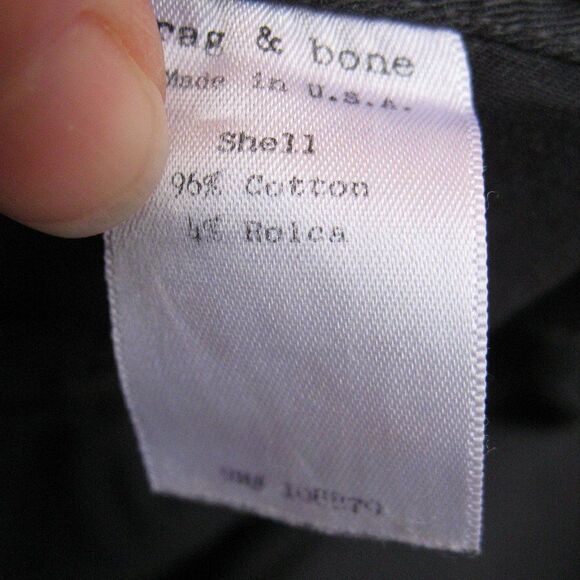 rag & bone
Made in U.S.A.
Shell
96% Cotton
4% Roica